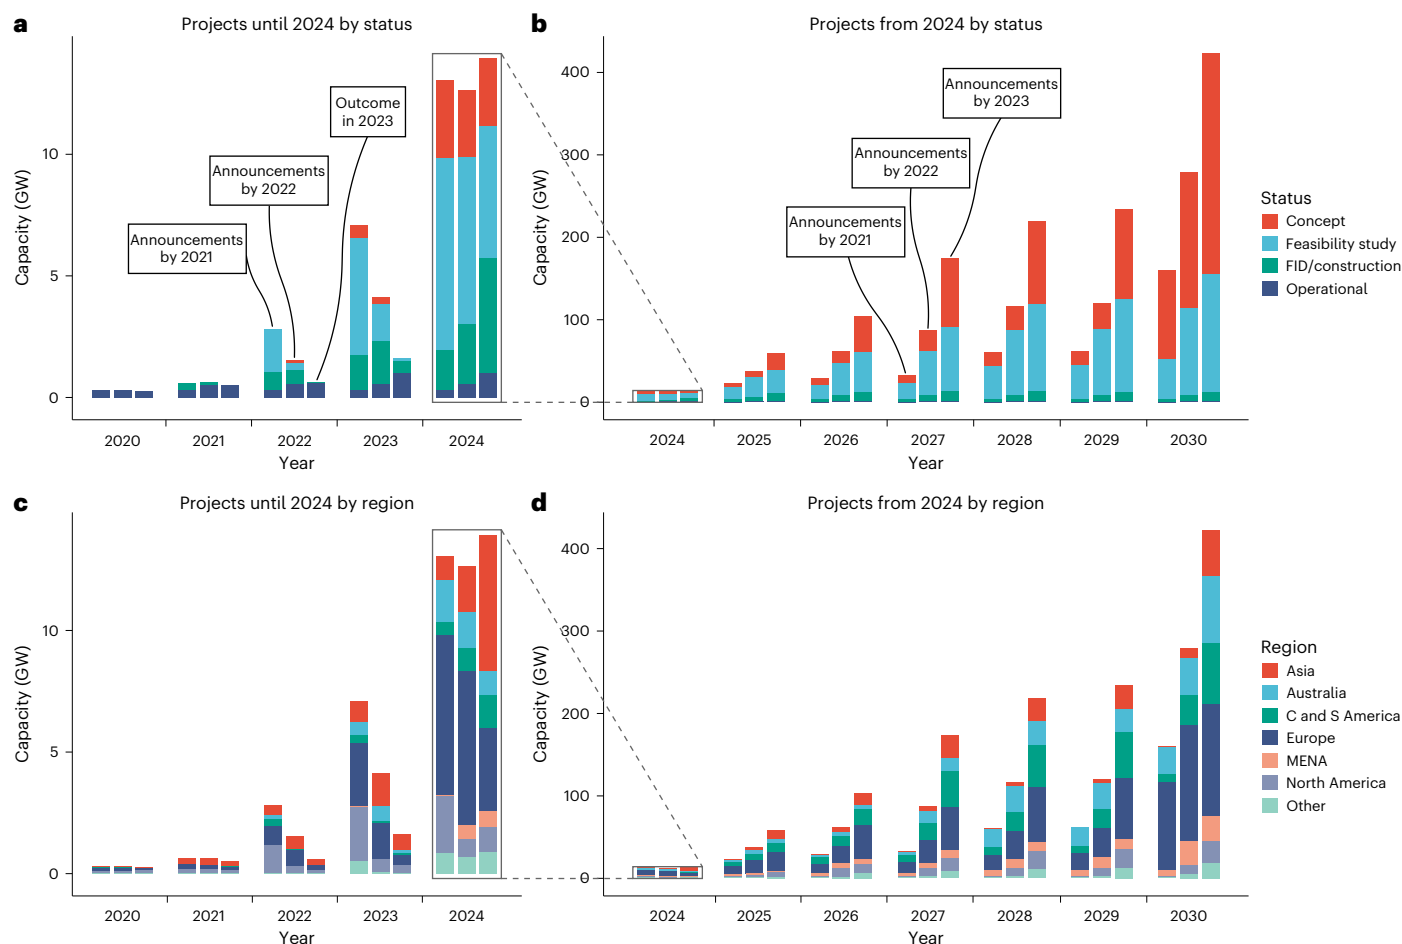 a
Projects until 2024 by status
Capacity (GW)
10
5
0
Announcements
by 2021
Announcements
by 2022
Outcome
in 2023
2020
2021
2022
2023
2024
Year
b
Projects from 2024 by status
Capacity (GW)
400
300
200
100
0
Announcements
by 2021
Announcements
by 2022
Announcements
by 2023
2024
2025
2026
2027
2028
2029
2030
Year
Status
Concept
Feasibility study
FID/construction
Operational
c
Projects until 2024 by region
Capacity (GW)
10
5
0
2020
2021
2022
2023
2024
Year
d
Projects from 2024 by region
Capacity (GW)
400
300
200
100
0
2024
2025
2026
2027
2028
2029
2030
Year
Region
Asia
Australia
C and S America
Europe
MENA
North America
Other